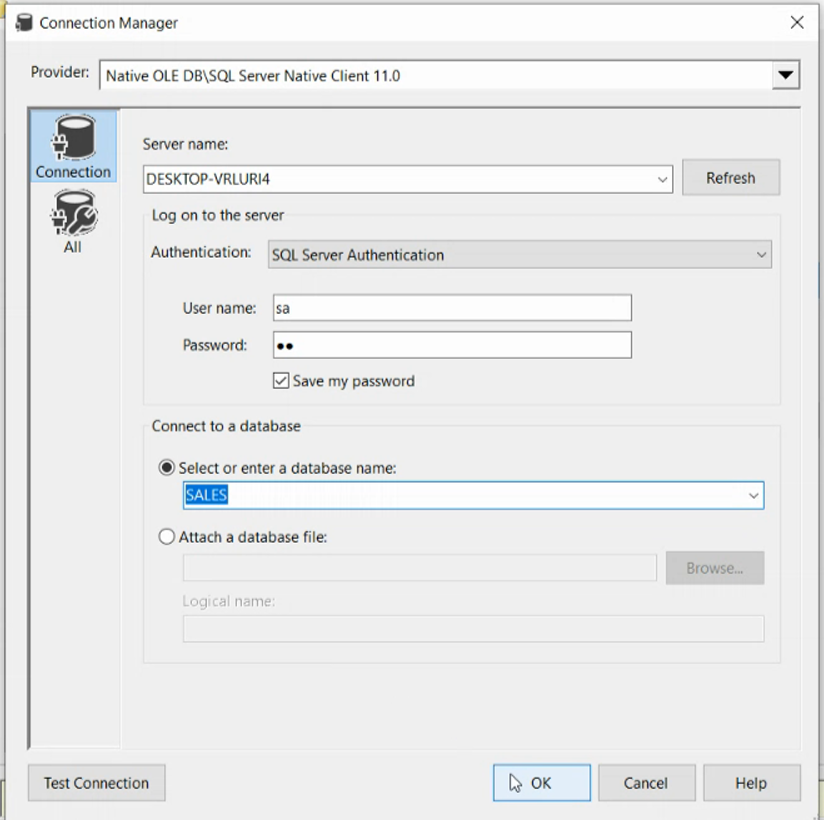 Connection Manager
Provider: Native OLE DB\SQL Server Native Client 11.0
Connection
All
Server name:
DESKTOP-VRLURI4
Refresh
Log on to the server
Authentication: SQL Server Authentication
User name: sa
Password: ●●
Save my password
Connect to a database
Select or enter a database name:
SALES
Attach a database file:
Browse...
Logical name:
Test Connection
OK
Cancel
Help